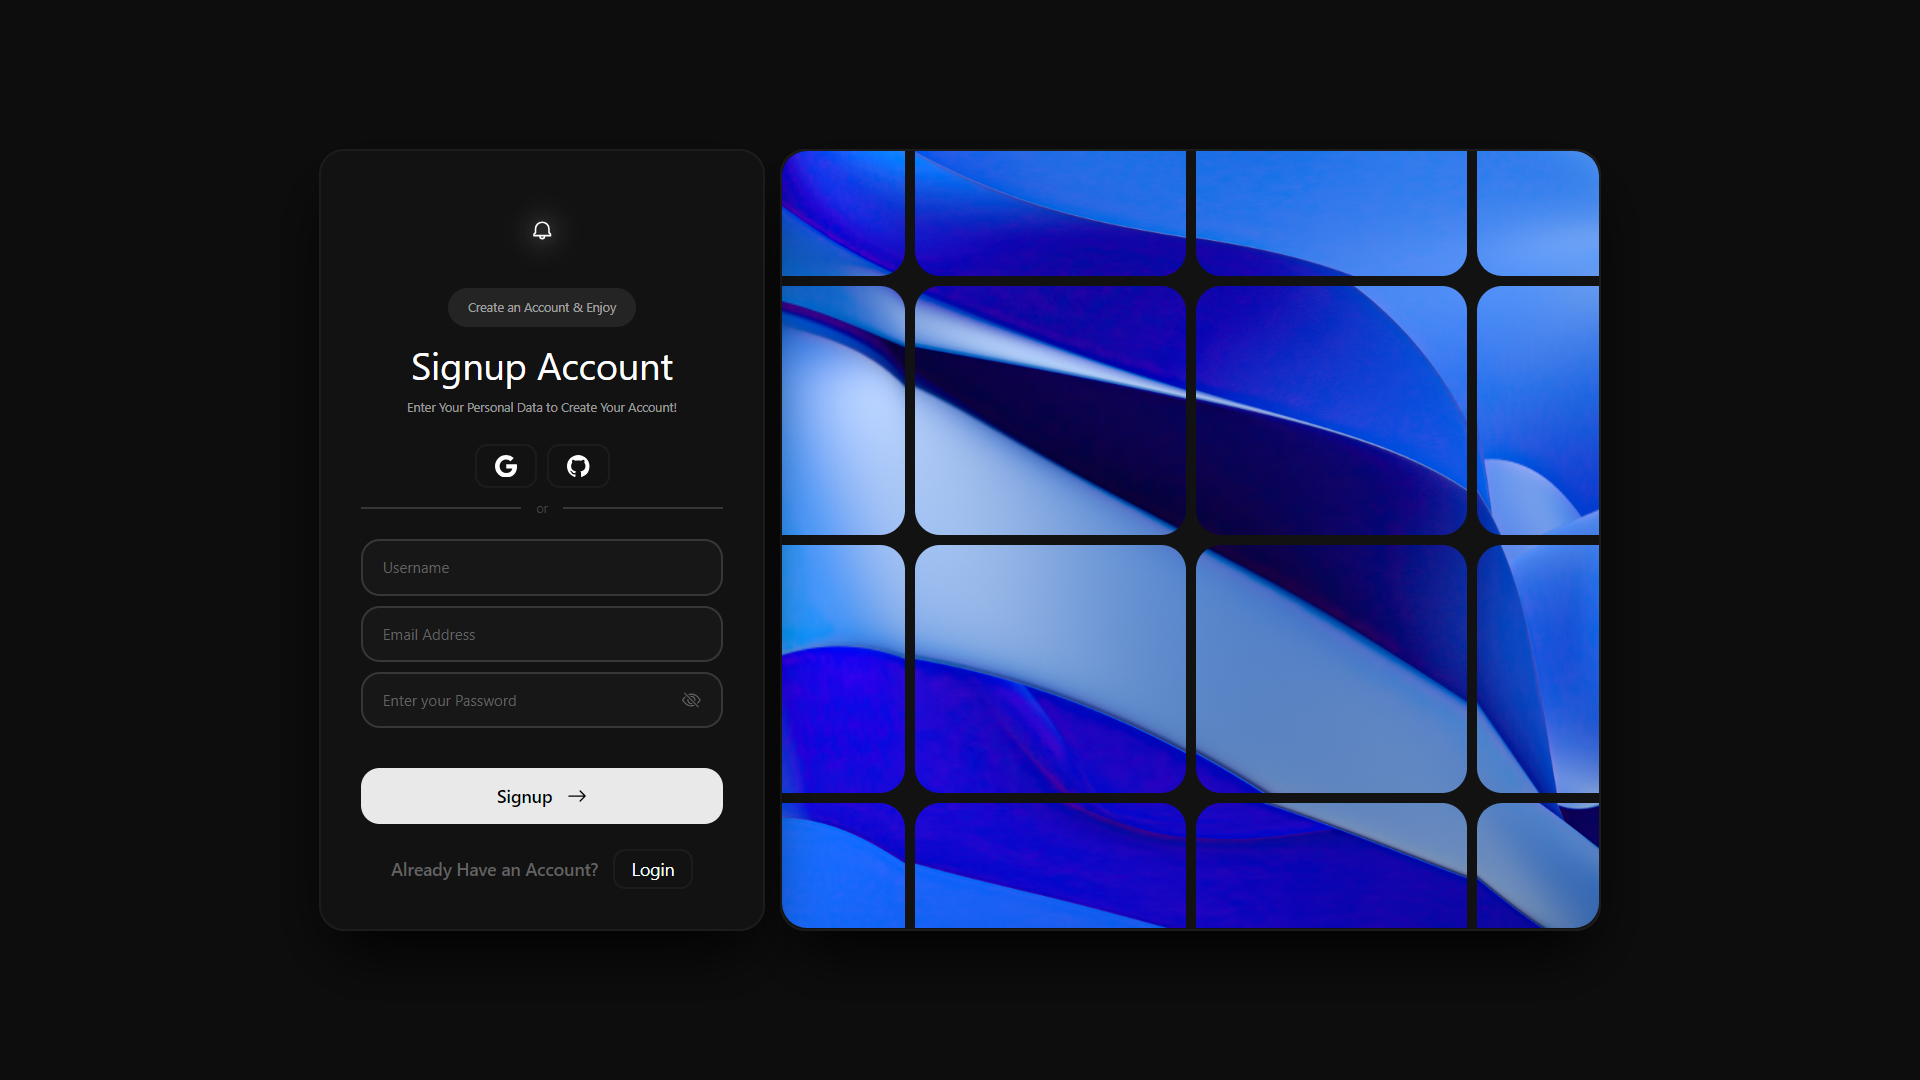 Create an Account & Enjoy
Signup Account
Enter Your Personal Data to Create Your Account!
or
Username
Email Address
Enter your Password
Signup
Already Have an Account? Login